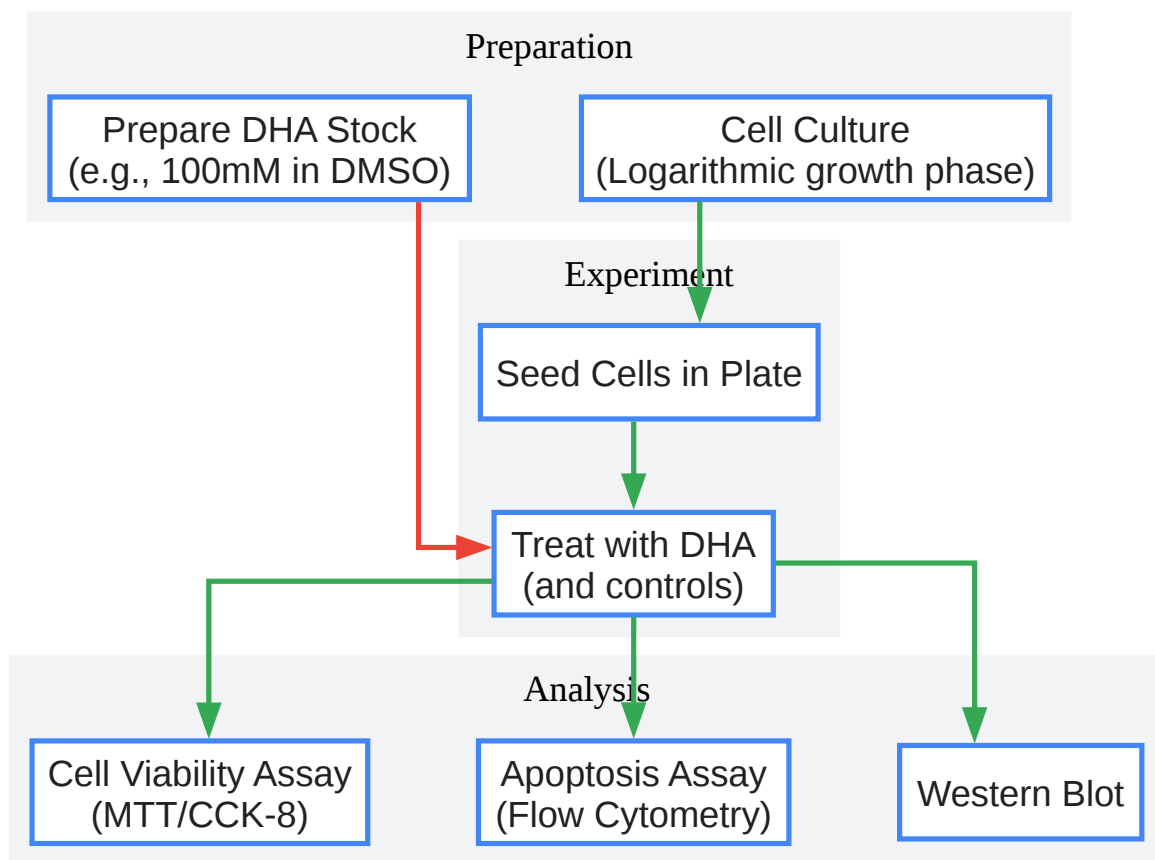 Preparation
Prepare DHA Stock
(e.g., 100mM in DMSO)
Cell Culture
(Logarithmic growth phase)
Experiment
Seed Cells in Plate
Treat with DHA
(and controls)
Analysis
Cell Viability Assay
(MTT/CCK-8)
Apoptosis Assay
(Flow Cytometry)
Western Blot